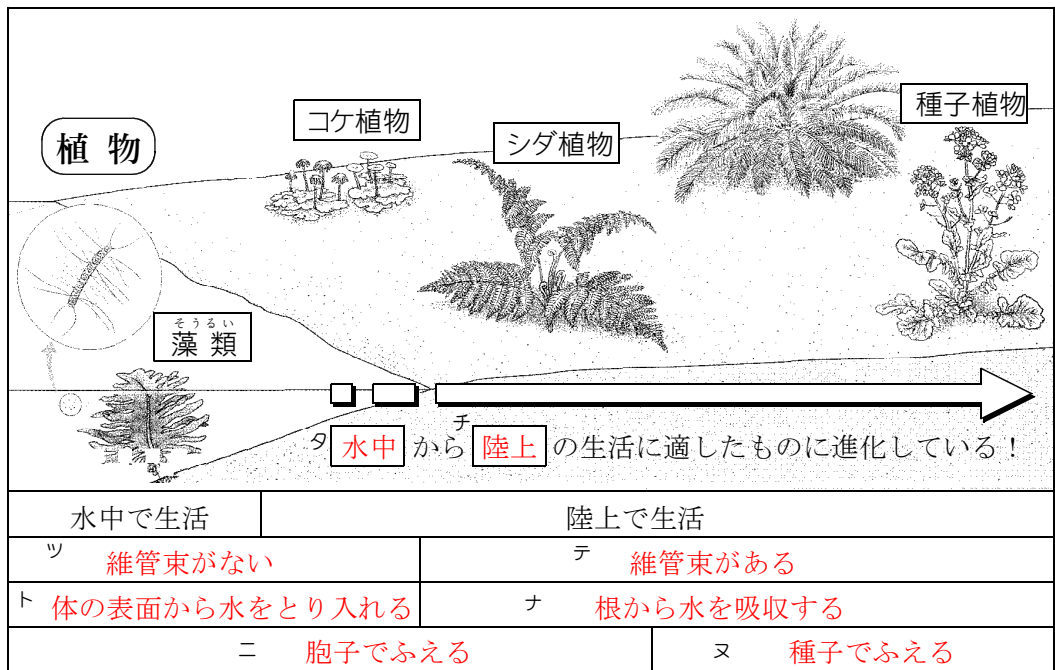 植物
コケ植物
シダ植物
種子植物
そうるい
藻類
タ 水中 から チ 陸上 の生活に適したものに進化している！
水中で生活 陸上で生活
ツ 維管束がない テ 維管束がある
ト 体の表面から水をとり入れる ナ 根から水を吸収する
ニ 胞子でふえる ヌ 種子でふえる